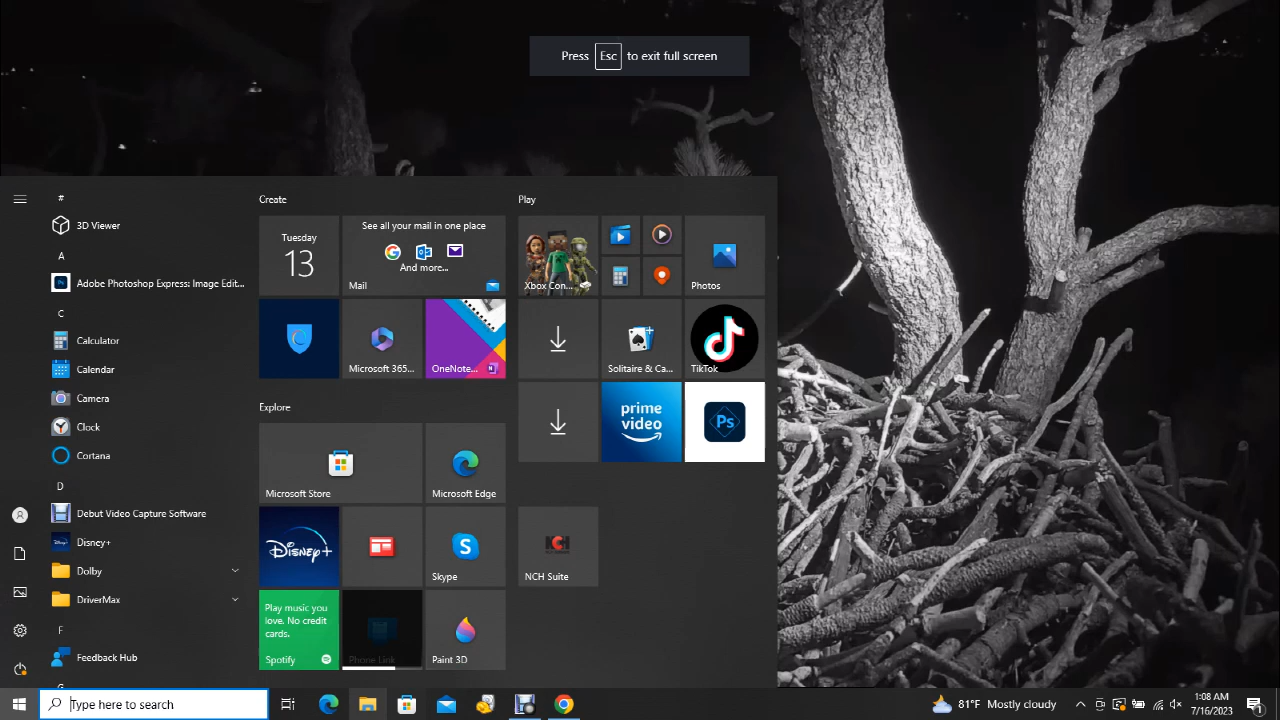 Press Esc to exit full screen
#
3D Viewer
A
Adobe Photoshop Express: Image Edit...
C
Calculator
Calendar
Camera
Clock
Cortana
D
Debut Video Capture Software
Disney+
Dolby
DriverMax
F
Feedback Hub
Create
Tuesday
13
See all your mail in one place
And more...
Mail
Microsoft 365...
OneNote...
Explore
Microsoft Store
Microsoft Edge
Disney+
Skype
Play music you
love. No credit
cards.
Spotify
Phone Link
Paint 3D
Play
Xbox Con...
Photos
Solitaire & Ca...
TikTok
prime
video
Ps
NCH
NCH Suite
Type here to search
81°F Mostly cloudy
1:08 AM
7/16/2023
1